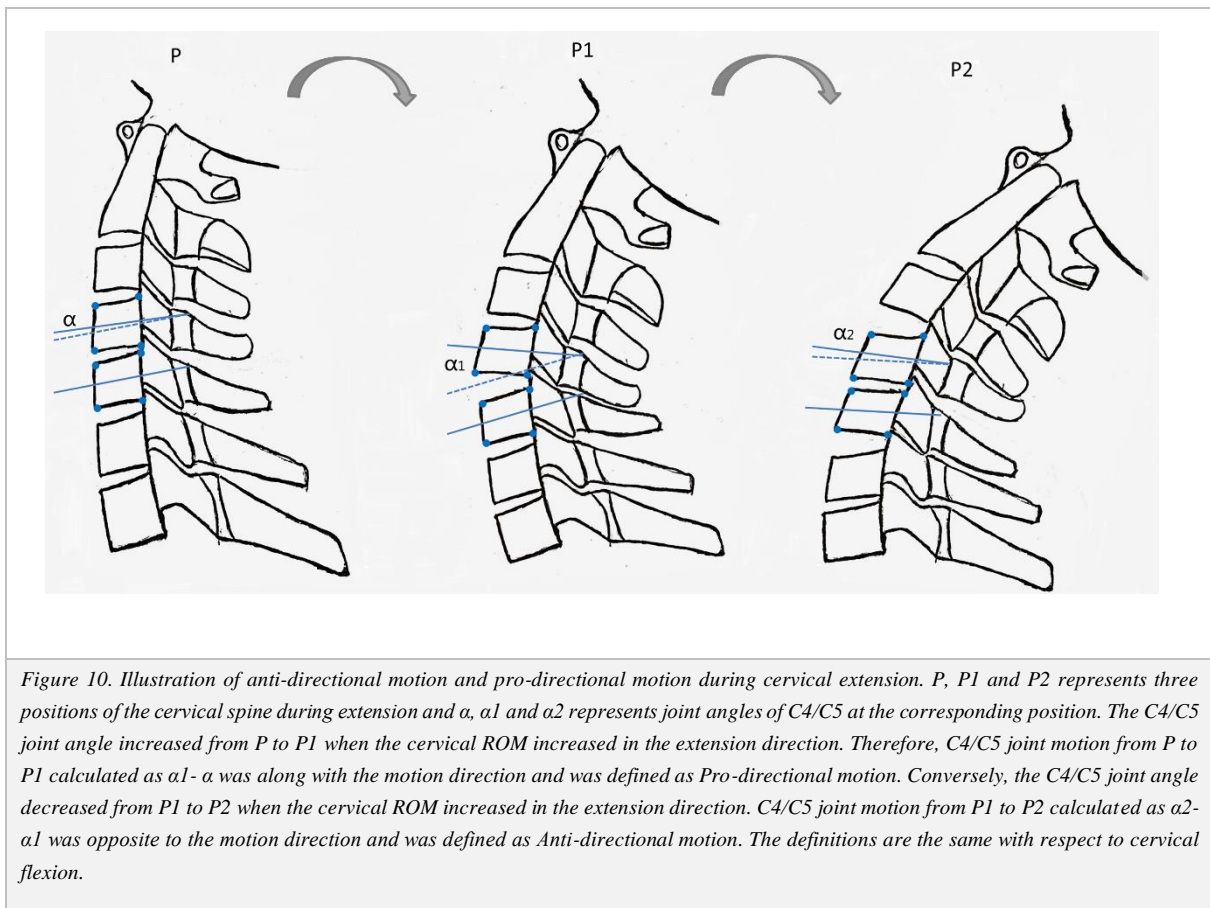 P
P1
P2
α
α1
α2
Figure 10. Illustration of anti-directional motion and pro-directional motion during cervical extension. P, P1 and P2 represents three
positions of the cervical spine during extension and α, α1 and α2 represents joint angles of C4/C5 at the corresponding position. The C4/C5
joint angle increased from P to P1 when the cervical ROM increased in the extension direction. Therefore, C4/C5 joint motion from P to
P1 calculated as α1- α was along with the motion direction and was defined as Pro-directional motion. Conversely, the C4/C5 joint angle
decreased from P1 to P2 when the cervical ROM increased in the extension direction. C4/C5 joint motion from P1 to P2 calculated as α2-
α1 was opposite to the motion direction and was defined as Anti-directional motion. The definitions are the same with respect to cervical
flexion.